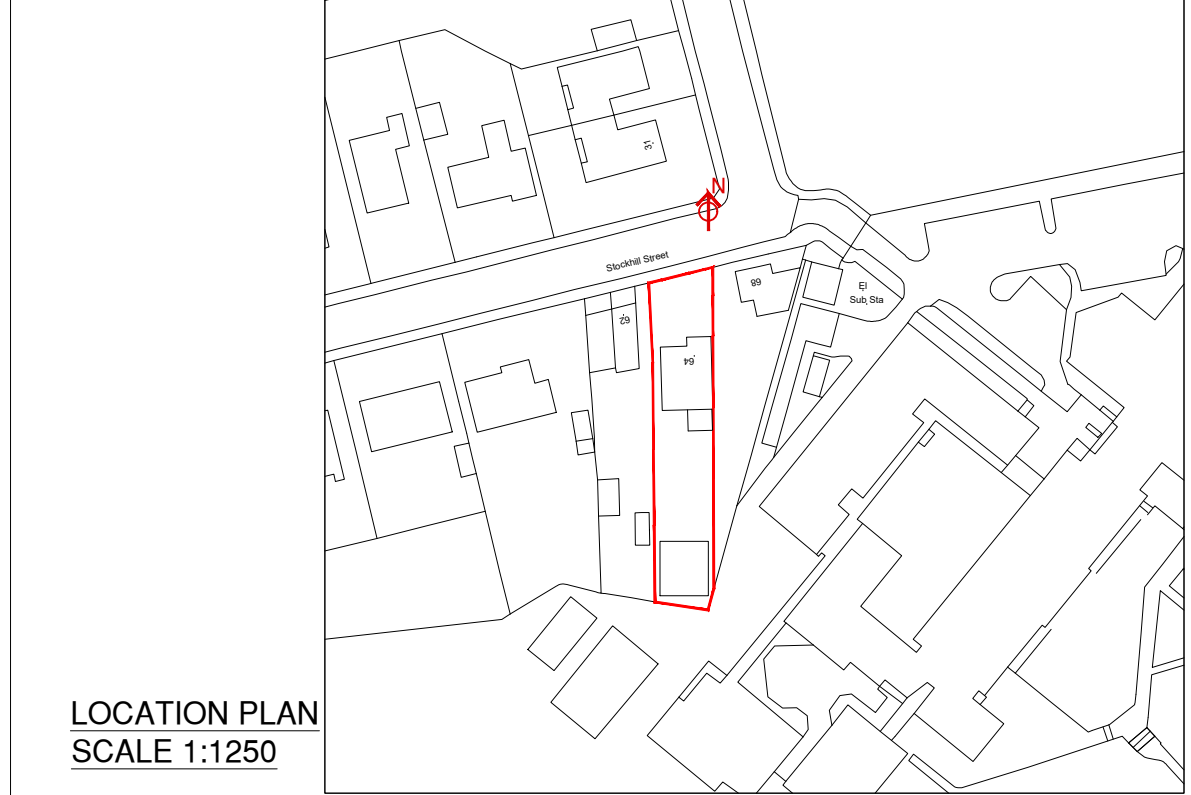 31
N
Stockhill Street
68
El
Sub Sta
62
64
LOCATION PLAN
SCALE 1:1250